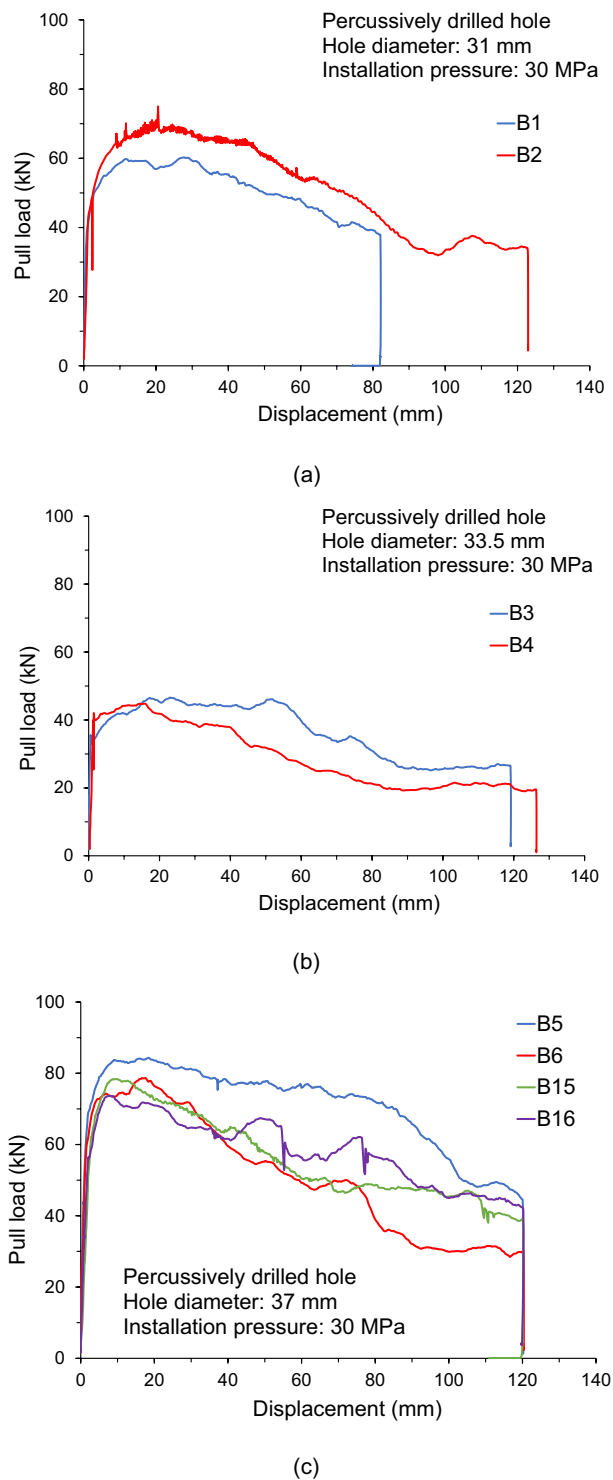 Percussively drilled hole
Hole diameter: 31 mm
Installation pressure: 30 MPa
B1
B2
100
80
60
40
20
0
Pull load (kN)
0 20 40 60 80 100 120 140
Displacement (mm)
(a)
Percussively drilled hole
Hole diameter: 33.5 mm
Installation pressure: 30 MPa
B3
B4
100
80
60
40
20
0
Pull load (kN)
0 20 40 60 80 100 120 140
Displacement (mm)
(b)
B5
B6
B15
B16
100
80
60
40
20
0
Pull load (kN)
Percussively drilled hole
Hole diameter: 37 mm
Installation pressure: 30 MPa
0 20 40 60 80 100 120 140
Displacement (mm)
(c)